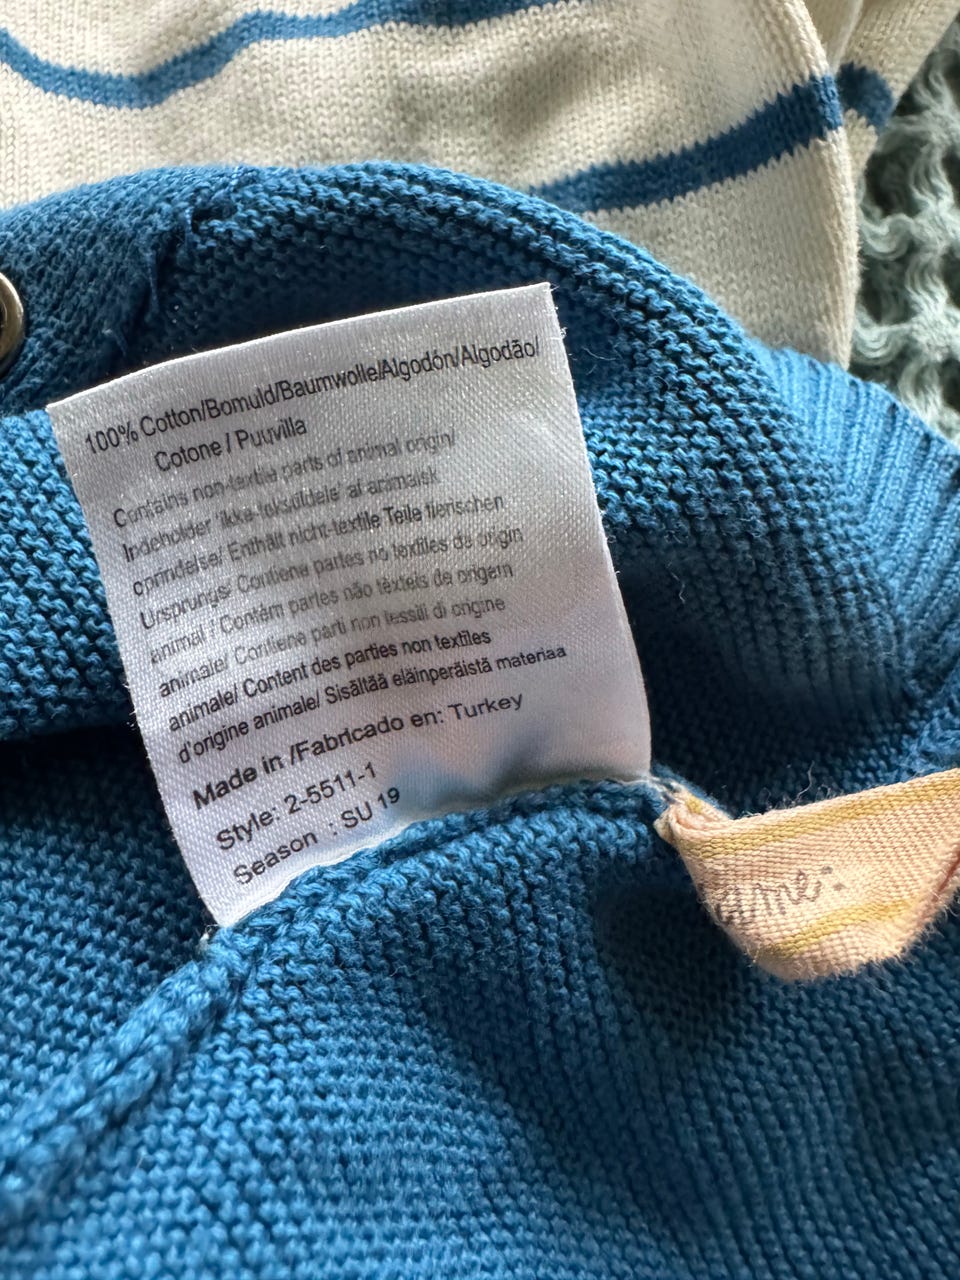 100% Cotton/Bomuld/Baumwolle/Algodón/Algodão/
Cotone / Puuvilla
Contains non-textile parts of animal origin/
Indeholder 'ikke-tekstildele' af animalsk
oprindelse/ Enthält nicht-textile Teile tierischen
Ursprungs/ Contiene partes no textiles de origin
animal / Contém partes não têxteis de origem
animale/ Contiene parti non tessili di origine
animale/ Content des parties non textiles
d'origine animale/ Sisältää eläinperäistä materiaa
Made in /Fabricado en: Turkey
Style: 2-5511-1
Season : SU 19